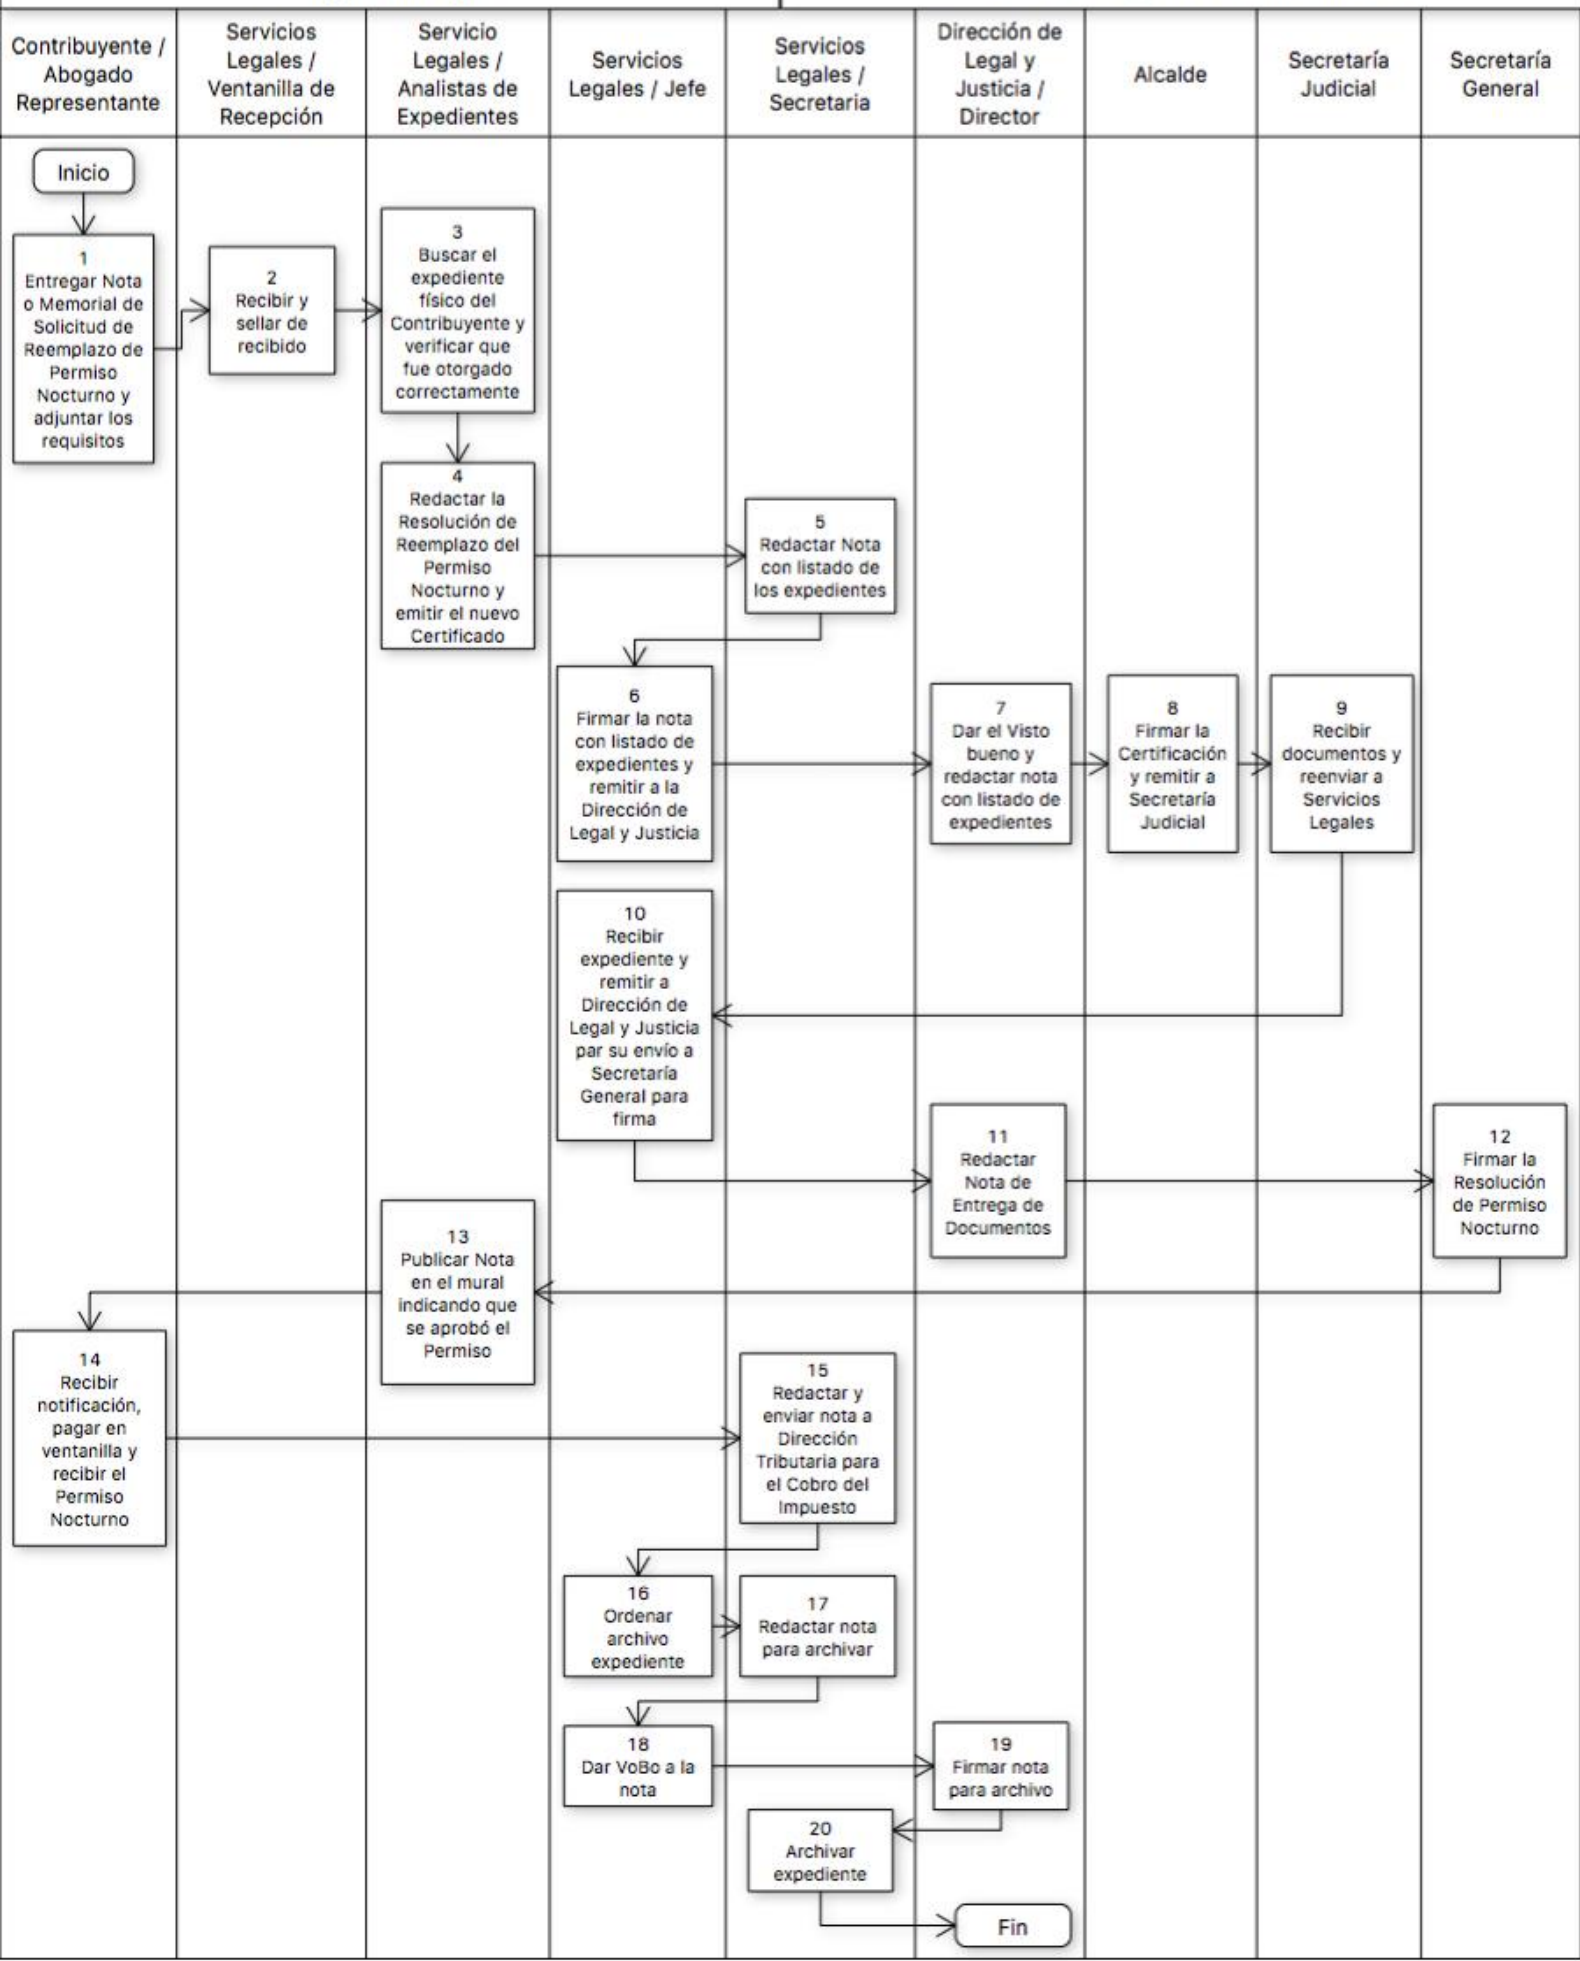 Contribuyente /
Abogado
Representante
Servicios
Legales /
Ventanilla de
Recepción
Servicio
Legales /
Analistas de
Expedientes
Servicios
Legales / Jefe
Servicios
Legales /
Secretaria
Dirección de
Legal y
Justicia /
Director
Alcalde
Secretaría
Judicial
Secretaría
General
Inicio
1
Entregar Nota
o Memorial de
Solicitud de
Reemplazo de
Permiso
Nocturno y
adjuntar los
requisitos
2
Recibir y
sellar de
recibido
3
Buscar el
expediente
físico del
Contribuyente y
verificar que
fue otorgado
correctamente
4
Redactar la
Resolución de
Reemplazo del
Permiso
Nocturno y
emitir el nuevo
Certificado
5
Redactar Nota
con listado de
los expedientes
6
Firmar la nota
con listado de
expedientes y
remitir a la
Dirección de
Legal y Justicia
7
Dar el Visto
bueno y
redactar nota
con listado de
expedientes
8
Firmar la
Certificación
y remitir a
Secretaría
Judicial
9
Recibir
documentos y
reenviar a
Servicios
Legales
10
Recibir
expediente y
remitir a
Dirección de
Legal y Justicia
par su envío a
Secretaría
General para
firma
11
Redactar
Nota de
Entrega de
Documentos
12
Firmar la
Resolución
de Permiso
Nocturno
13
Publicar Nota
en el mural
indicando que
se aprobó el
Permiso
14
Recibir
notificación,
pagar en
ventanilla y
recibir el
Permiso
Nocturno
15
Redactar y
enviar nota a
Dirección
Tributaria para
el Cobro del
Impuesto
16
Ordenar
archivo
expediente
17
Redactar nota
para archivar
18
Dar VoBo a la
nota
19
Firmar nota
para archivo
20
Archivar
expediente
Fin